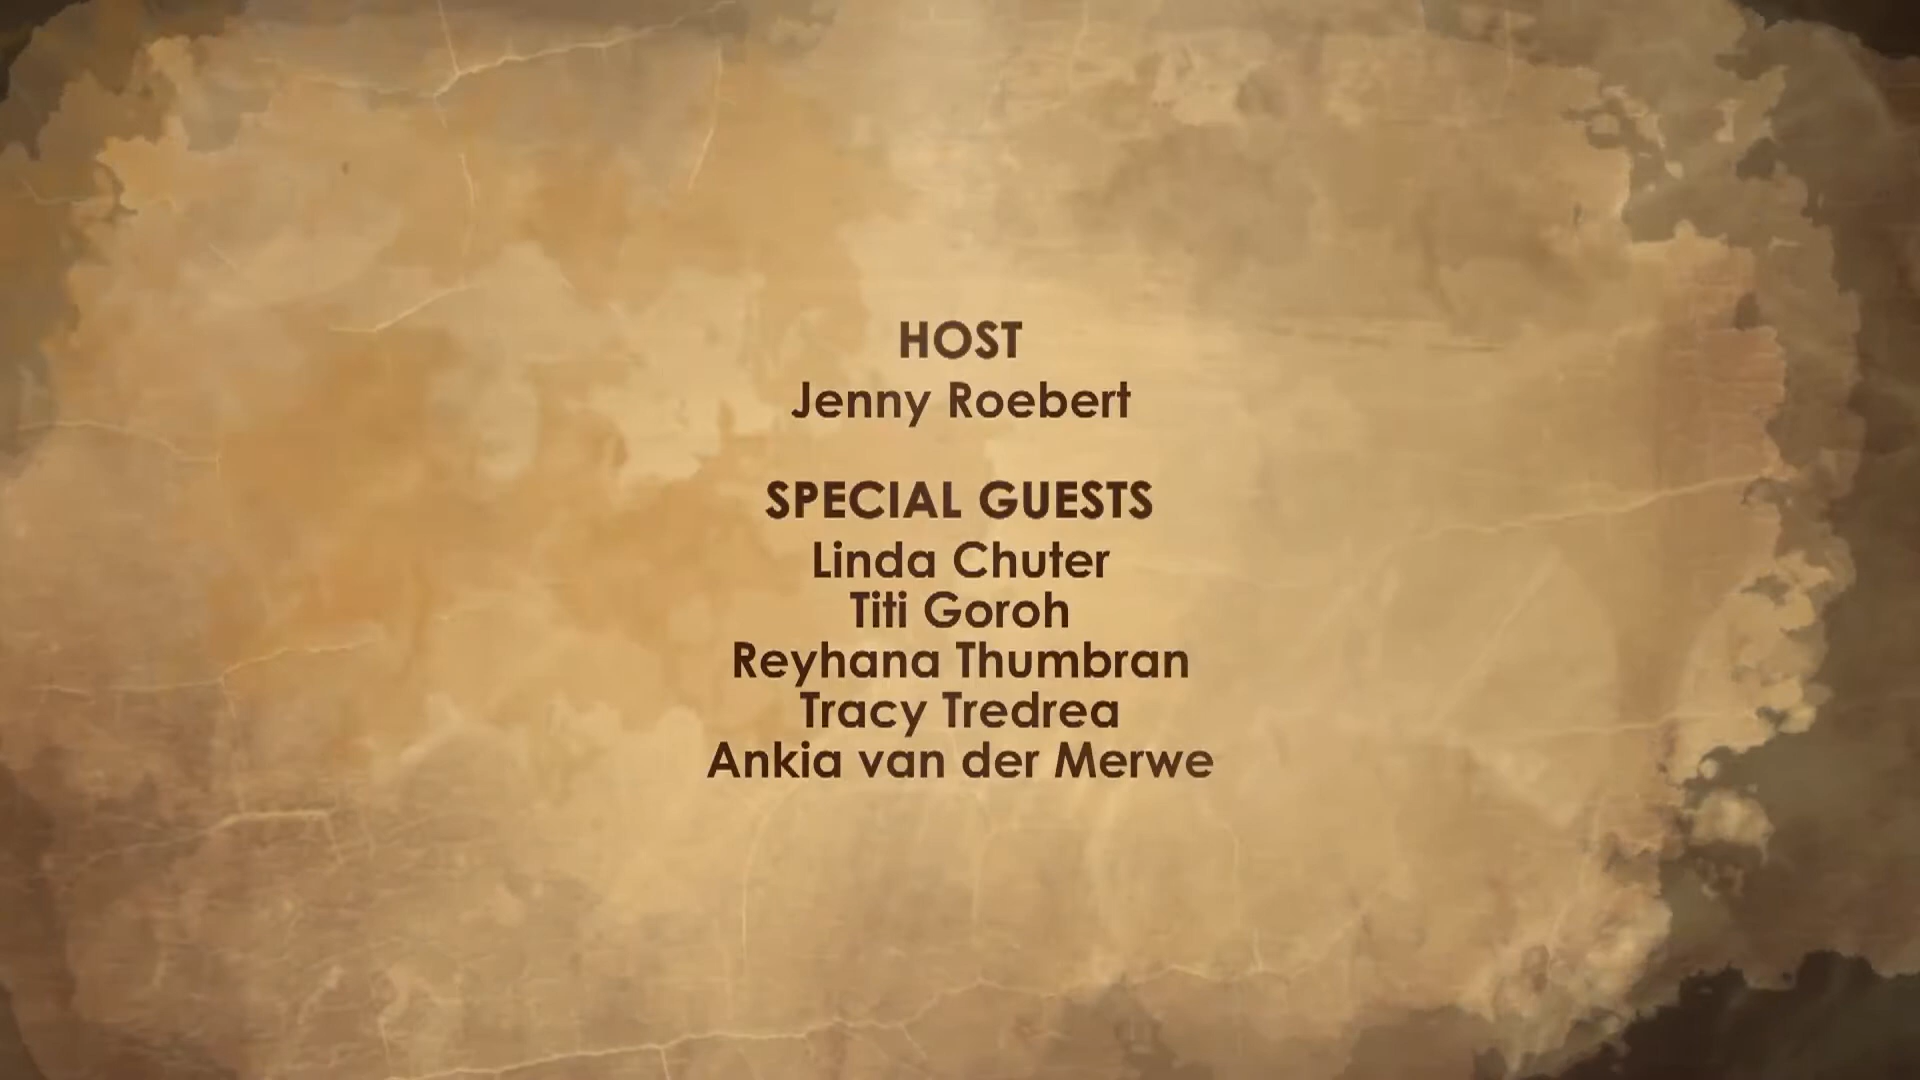 HOST
Jenny Roebert
SPECIAL GUESTS
Linda Chuter
Titi Goroh
Reyhana Thumbran
Tracy Tredrea
Ankia van der Merwe